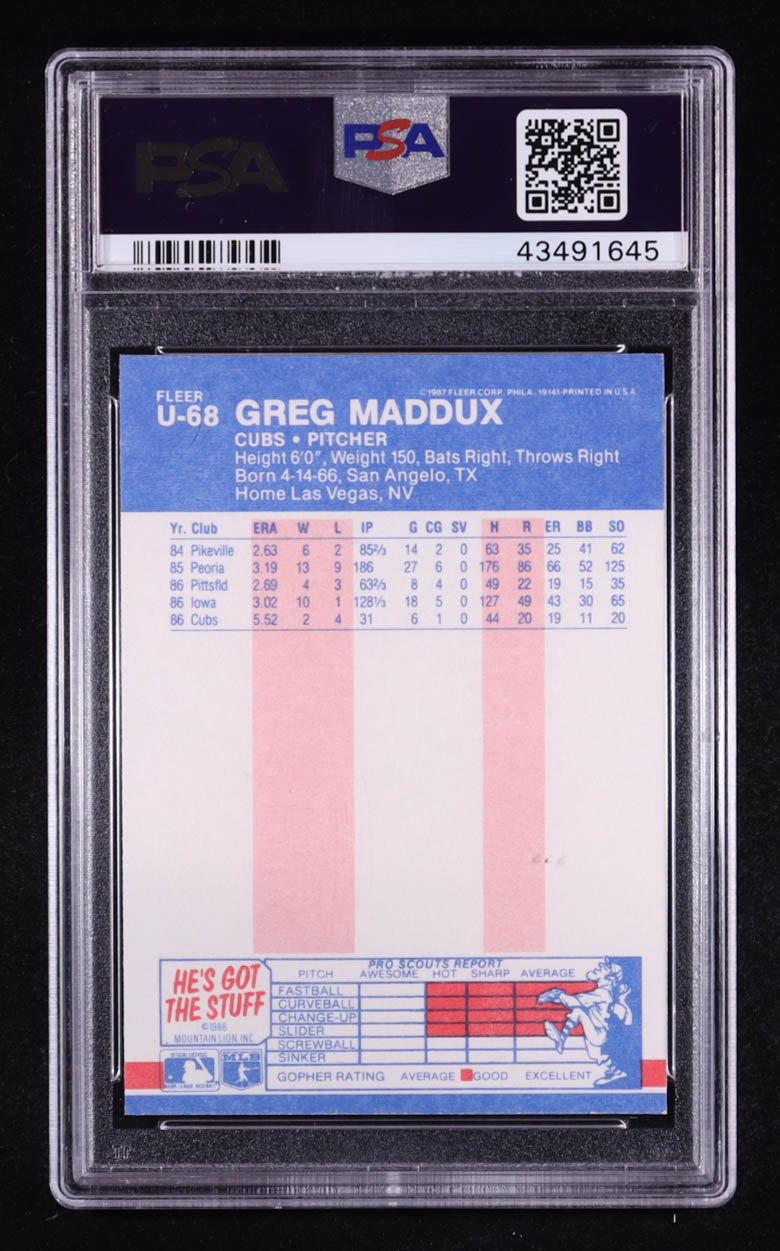 PSA
PSA
43491645
©1987 FLEER CORP. PHILA. 19141-PRINTED IN U.S.A.
FLEER
U-68 GREG MADDUX
CUBS • PITCHER
Height 6'0", Weight 150, Bats Right, Throws Right
Born 4-14-66, San Angelo, TX
Home Las Vegas, NV
Yr. Club ERA W L IP G CG SV H R ER BB SO
84 Pikeville 2.63 6 2 85⅔ 14 2 0 63 35 25 41 62
85 Peoria 3.19 13 9 186 27 6 0 176 86 66 52 125
86 Pittsfld 2.69 4 3 63⅔ 8 4 0 49 22 19 15 35
86 Iowa 3.02 10 1 128⅓ 18 5 0 127 49 43 30 65
86 Cubs 5.52 2 4 31 6 1 0 44 20 19 11 20
HE'S GOT
THE STUFF
©1986
MOUNTAIN LION, INC.
OFFICIAL LICENSEE
MAJOR LEAGUE BASEBALL
MLB
PRO SCOUTS REPORT
PITCH AWESOME HOT SHARP AVERAGE
FASTBALL
CURVEBALL
CHANGE-UP
SLIDER
SCREWBALL
SINKER
GOPHER RATING AVERAGE GOOD EXCELLENT